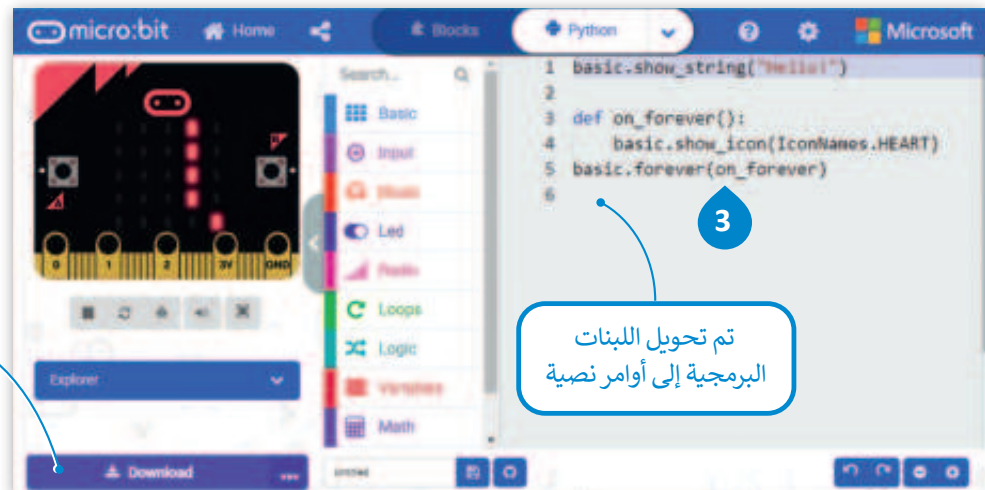 micro:bit Home Blocks Python Microsoft
Search...
Basic
Input
Music
Led
Radio
Loops
Logic
Variables
Math
B
A
0 1 2 3V GND
Explorer
Download ...
Untitled
1 basic.show_string("Hello!")
2
3 def on_forever():
4 basic.show_icon(IconNames.HEART)
5 basic.forever(on_forever)
6
3
تم تحويل اللبنات
البرمجية إلى أوامر نصية